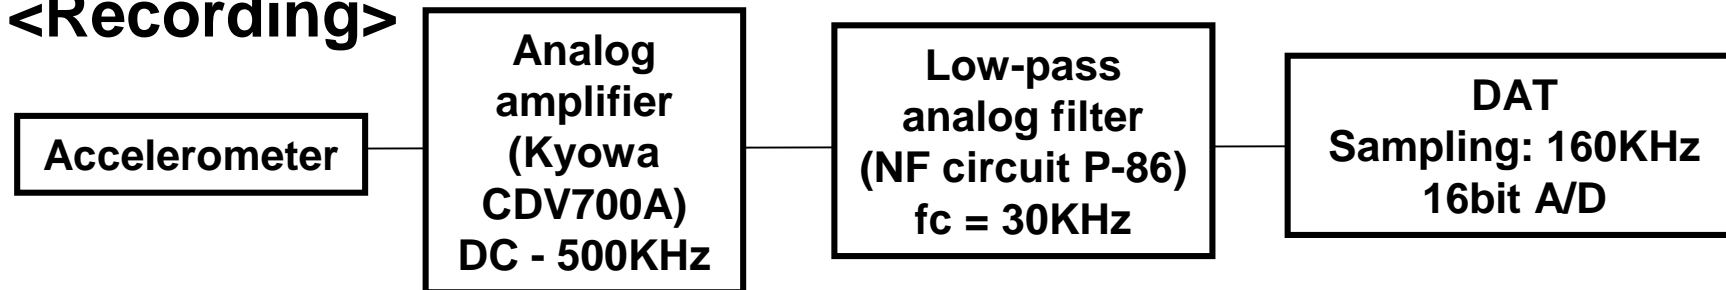 <Recording>
Accelerometer
Analog
amplifier
(Kyowa
CDV700A)
DC - 500KHz
Low-pass
analog filter
(NF circuit P-86)
fc = 30KHz
DAT
Sampling: 160KHz
16bit A/D